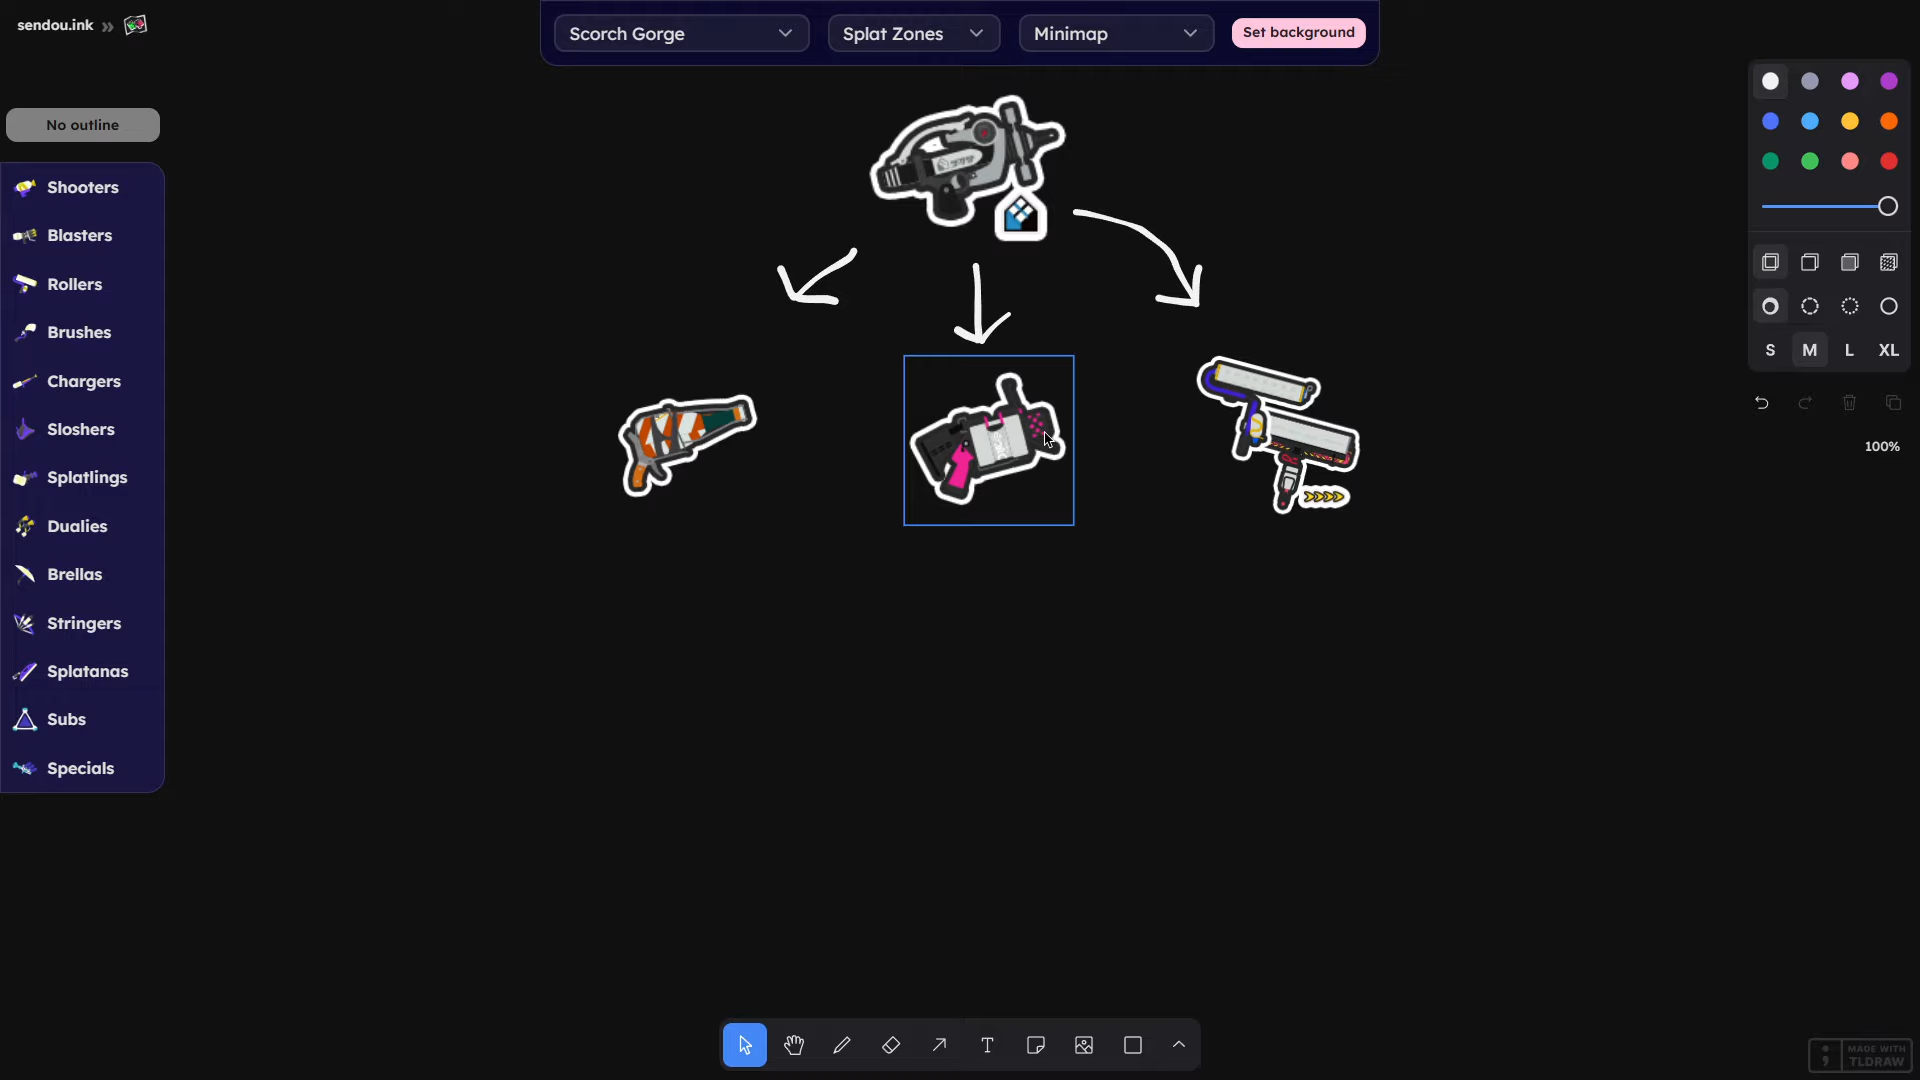 sendou.ink »
Scorch Gorge
Splat Zones
Minimap
Set background
No outline
Shooters
Blasters
Rollers
Brushes
Chargers
Sloshers
Splatlings
Dualies
Brellas
Stringers
Splatanas
Subs
Specials
S M L XL
100%
MADE WITH
TLDRAW